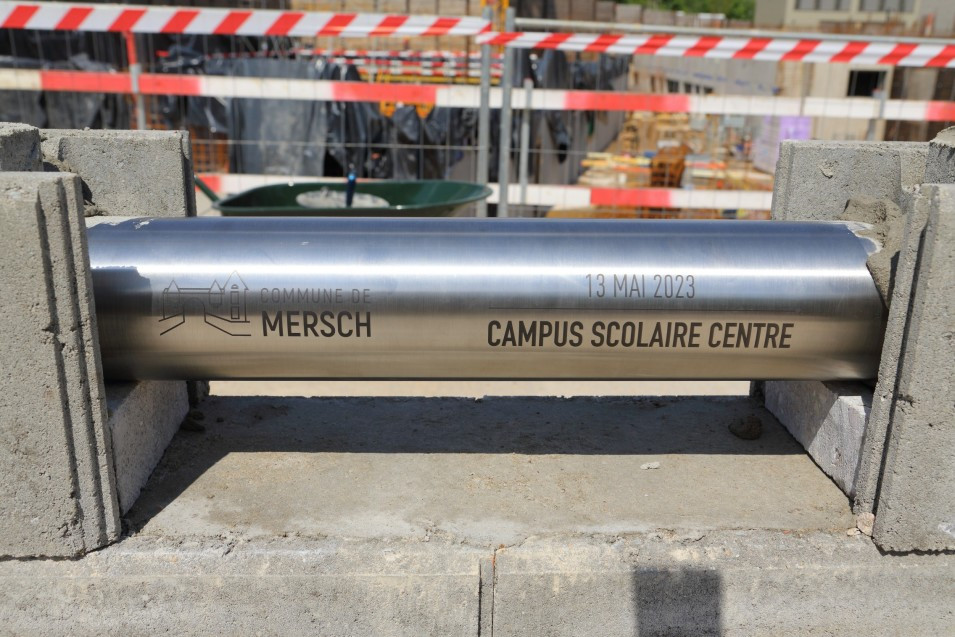 COMMUNE DE
MERSCH
13 MAI 2023
CAMPUS SCOLAIRE CENTRE